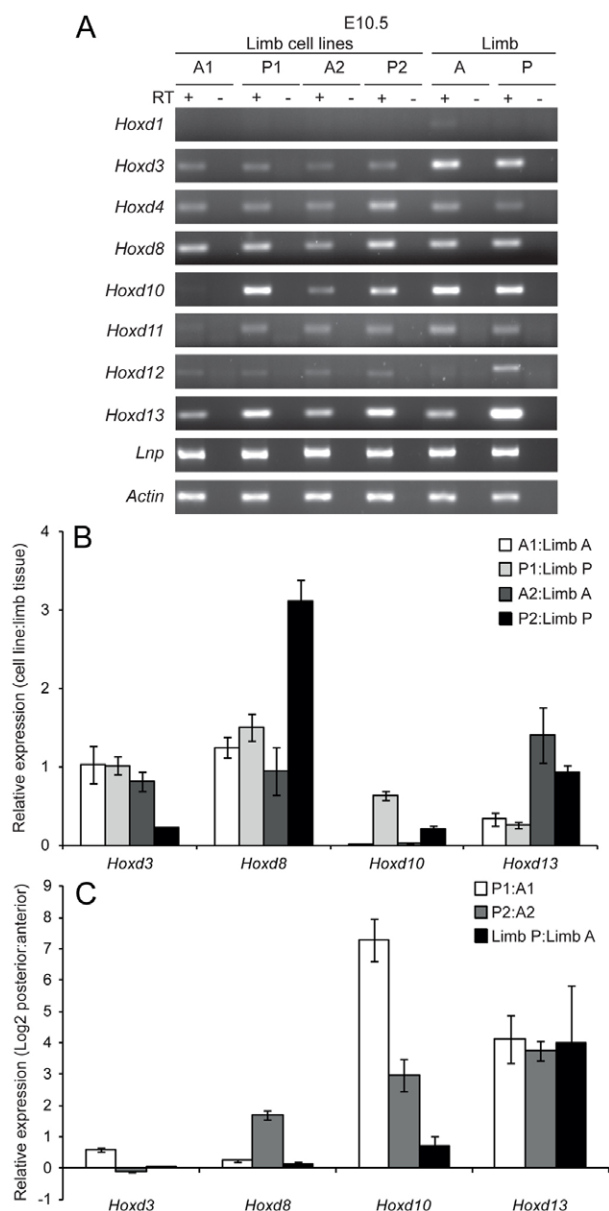 A
E10.5
Limb cell lines Limb
A1 P1 A2 P2 A P
RT + - + - + - + - + - + -
Hoxd1
Hoxd3
Hoxd4
Hoxd8
Hoxd10
Hoxd11
Hoxd12
Hoxd13
Lnp
Actin
B
Relative expression (cell line:limb tissue)
4
3
2
1
0
A1:Limb A
P1:Limb P
A2:Limb A
P2:Limb P
Hoxd3 Hoxd8 Hoxd10 Hoxd13
C
Relative expression (Log2 posterior:anterior)
9
8
7
6
5
4
3
2
1
0
-1
P1:A1
P2:A2
Limb P:Limb A
Hoxd3 Hoxd8 Hoxd10 Hoxd13